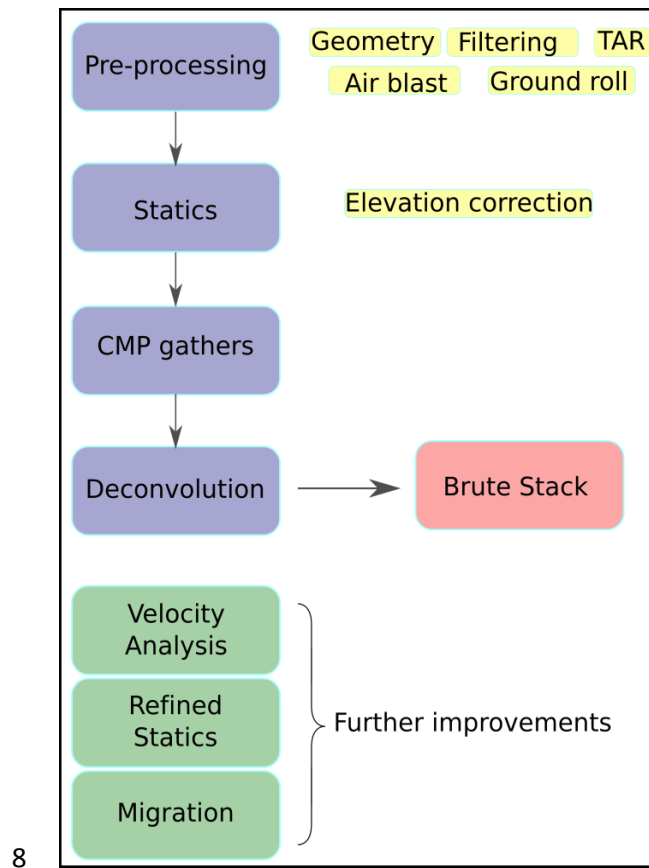 Pre-processing
Geometry Filtering TAR
Air blast Ground roll
Statics
Elevation correction
CMP gathers
Deconvolution
Brute Stack
Velocity
Analysis
Refined
Statics
Migration
Further improvements
8